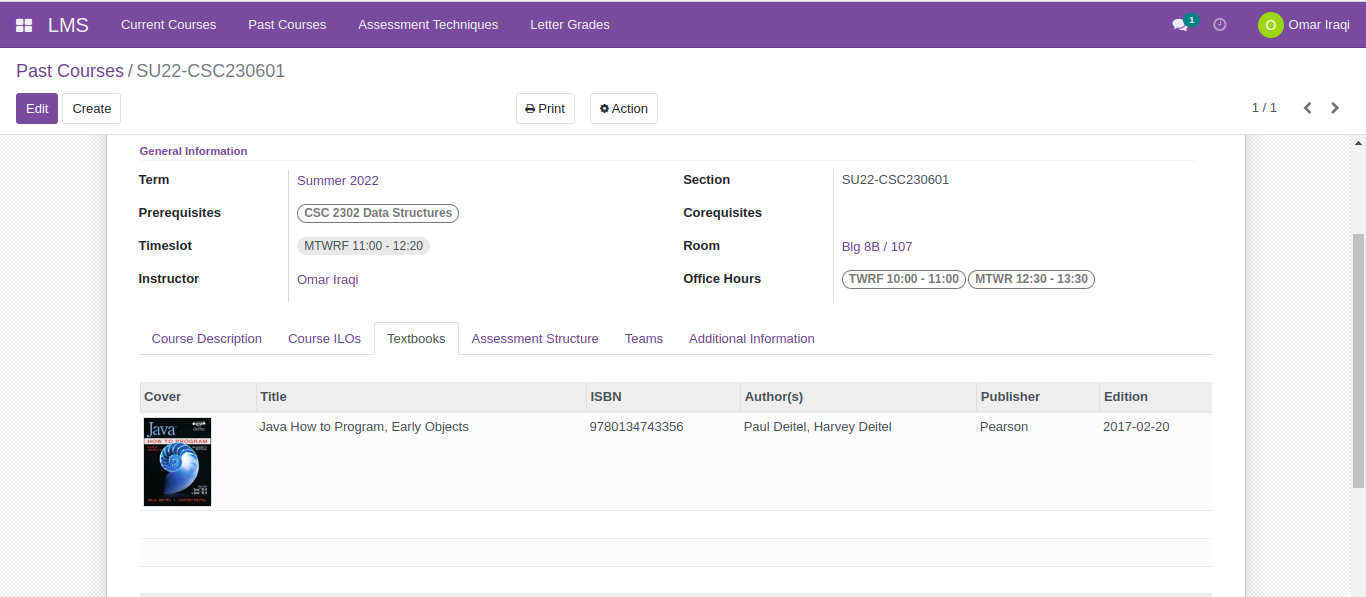 LMS Current Courses Past Courses Assessment Techniques Letter Grades 1 O Omar Iraqi
Past Courses / SU22-CSC230601
Edit Create Print Action 1 / 1
General Information
Term Summer 2022 Section SU22-CSC230601
Prerequisites CSC 2302 Data Structures Corequisites
Timeslot MTWRF 11:00 - 12:20 Room Blg 8B / 107
Instructor Omar Iraqi Office Hours TWRF 10:00 - 11:00 MTWR 12:30 - 13:30
Course Description Course ILOs Textbooks Assessment Structure Teams Additional Information
Cover Title ISBN Author(s) Publisher Edition
Java How to Program, Early Objects 9780134743356 Paul Deitel, Harvey Deitel Pearson 2017-02-20
Java
HOW TO PROGRAM
PAUL DEITEL HARVEY DEITEL